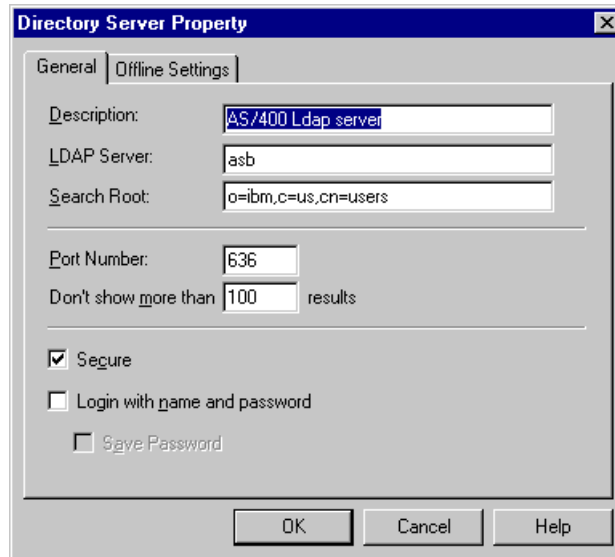 Directory Server Property
General Offline Settings
Description: AS/400 Ldap server
LDAP Server: asb
Search Root: o=ibm,c=us,cn=users
Port Number: 636
Don't show more than 100 results
Secure
Login with name and password
Save Password
OK Cancel Help